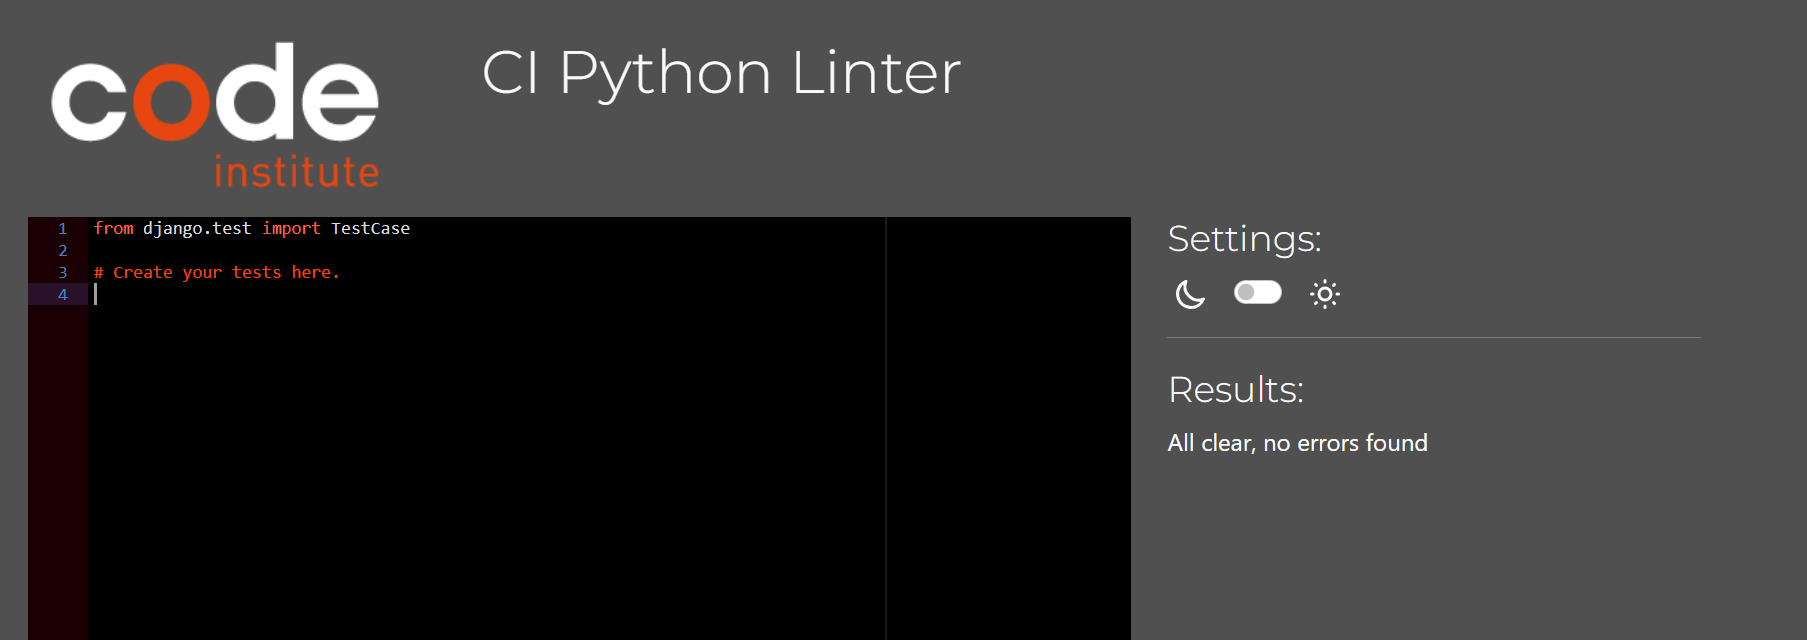 code
institute
CI Python Linter
1 from django.test import TestCase
2
3 # Create your tests here.
4
Settings:
Results:
All clear, no errors found